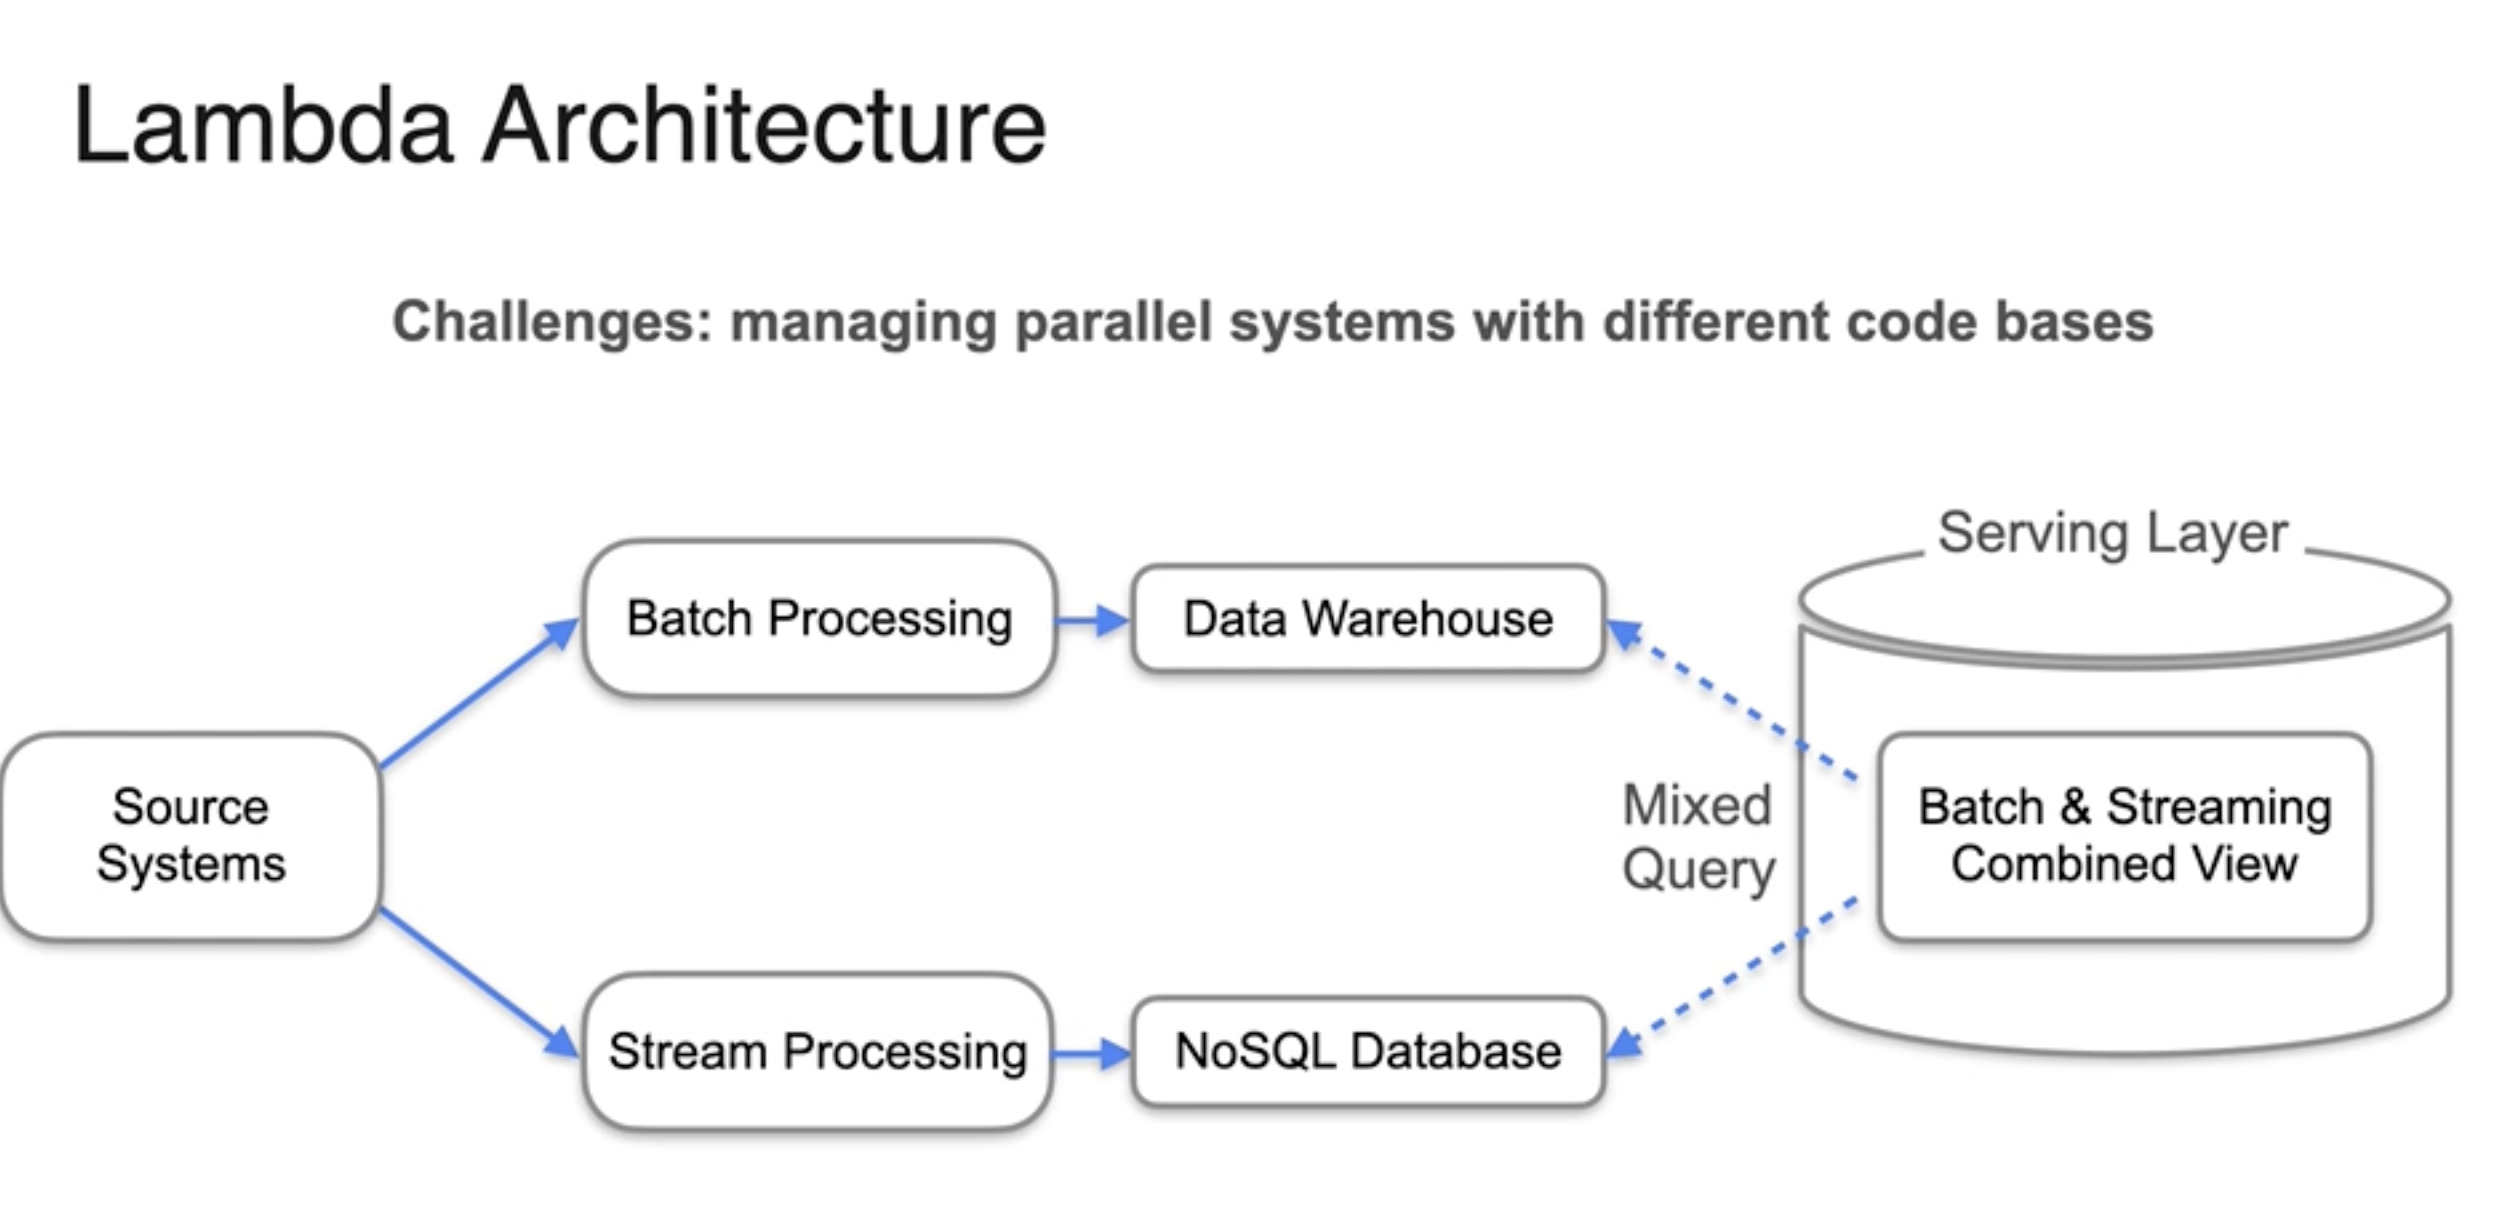 Lambda Architecture
Challenges: managing parallel systems with different code bases
Serving Layer
Batch Processing
Data Warehouse
Source
Systems
Mixed
Query
Batch & Streaming
Combined View
Stream Processing
NoSQL Database